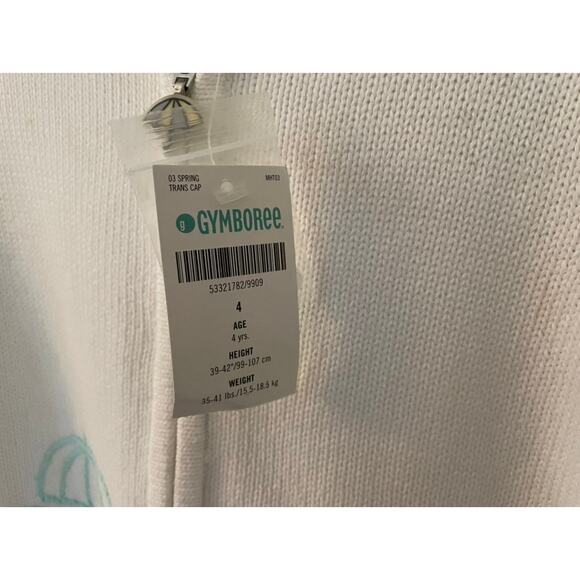 03 SPRING MHT03
TRANS CAP
g GYMBOREE
53321782/9909
4
AGE
4 yrs.
HEIGHT
39-42"/99-107 cm
WEIGHT
35-41 lbs./15.5-18.5 kg